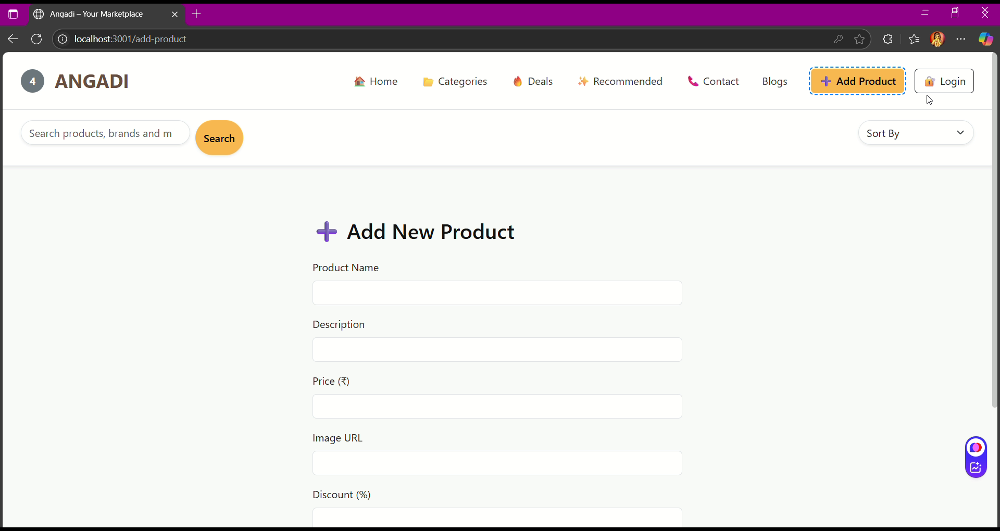 Angadi – Your Marketplace
localhost:3001/add-product
4 ANGADI
Home Categories Deals Recommended Contact Blogs Add Product Login
Search products, brands and m Search Sort By
Add New Product
Product Name
Description
Price (₹)
Image URL
Discount (%)